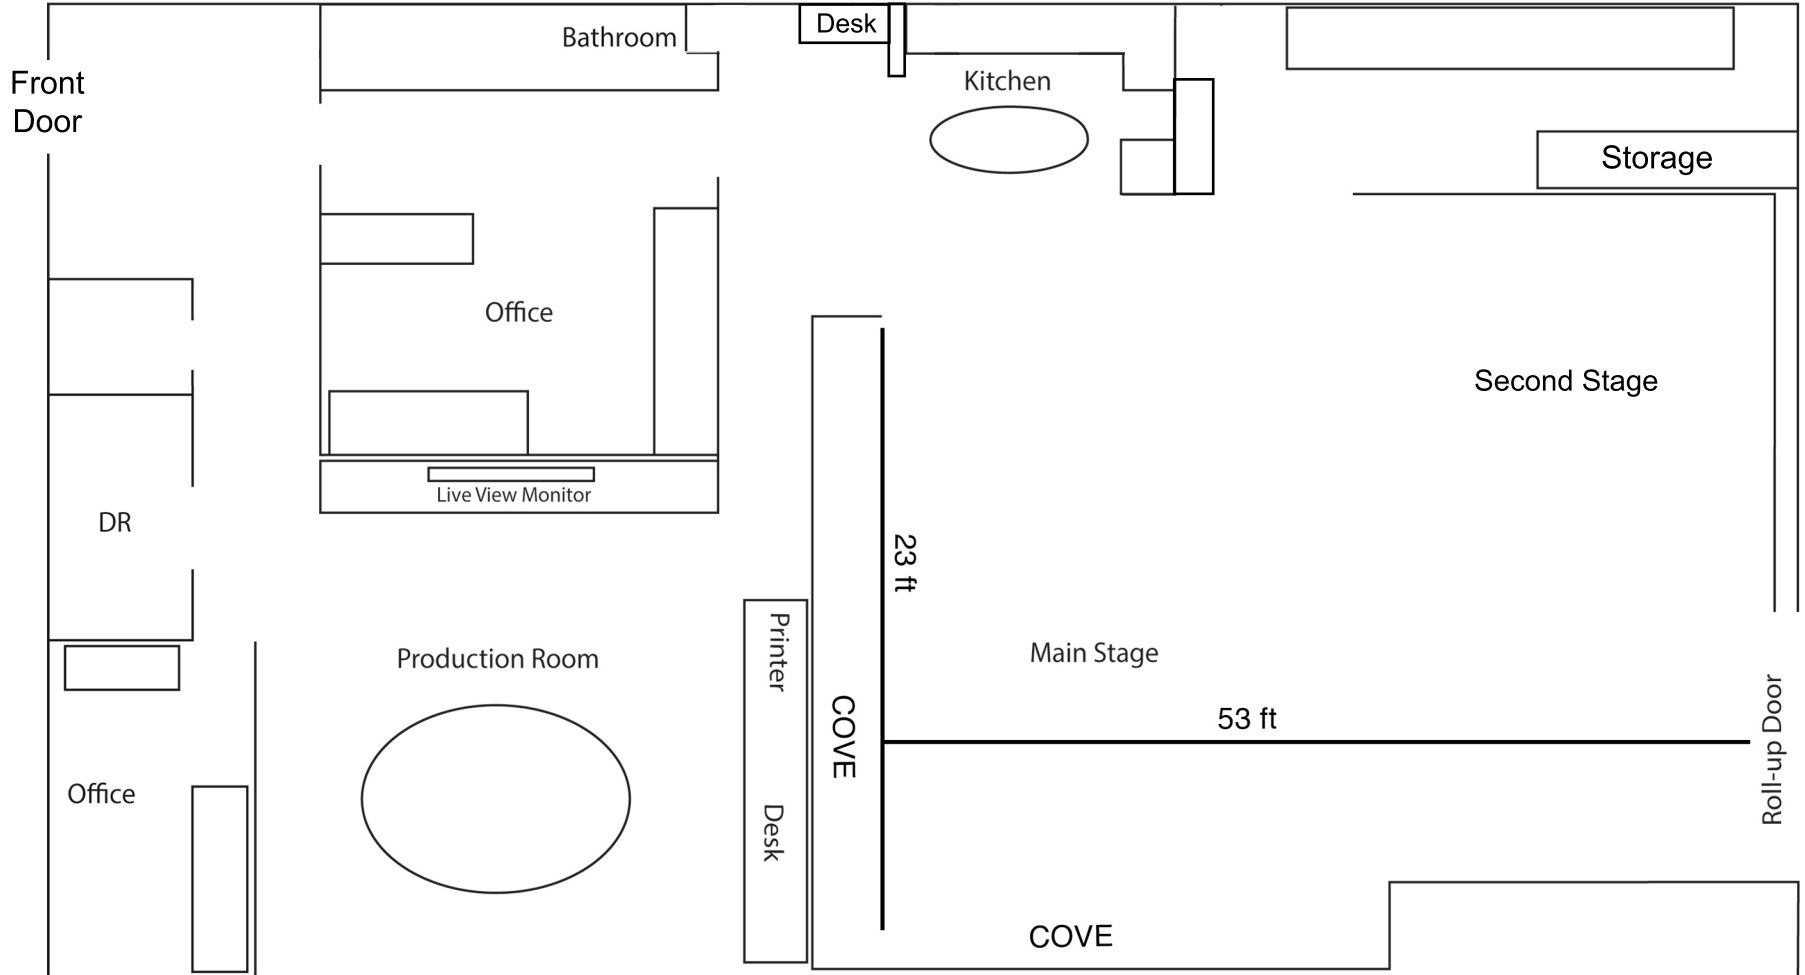 Front
Door
Bathroom
Desk
Kitchen
Storage
Office
Second Stage
Live View Monitor
DR
23 ft
Printer
Desk
Production Room
Main Stage
COVE
53 ft
Roll-up Door
Office
COVE